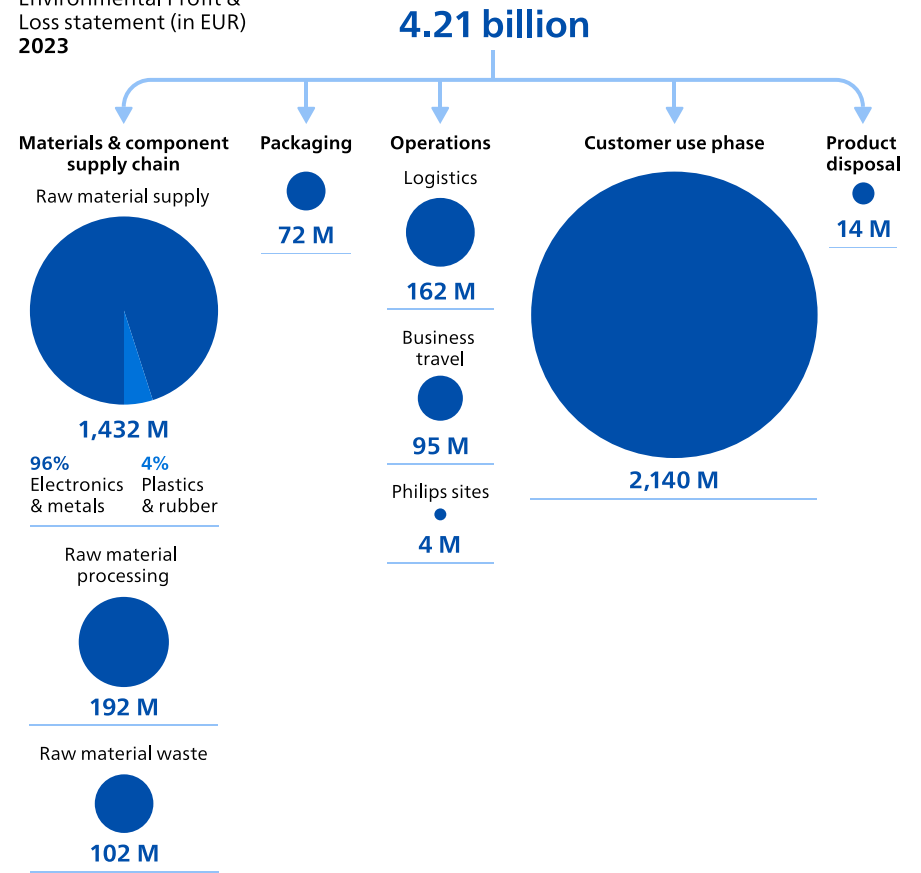 Environmental Profit &
Loss statement (in EUR)
2023
4.21 billion
Materials & component
supply chain
Raw material supply
1,432 M
96%
Electronics
& metals
4%
Plastics
& rubber
Raw material
processing
192 M
Raw material waste
102 M
Packaging
72 M
Operations
Logistics
162 M
Business
travel
95 M
Philips sites
4 M
Customer use phase
2,140 M
Product
disposal
14 M